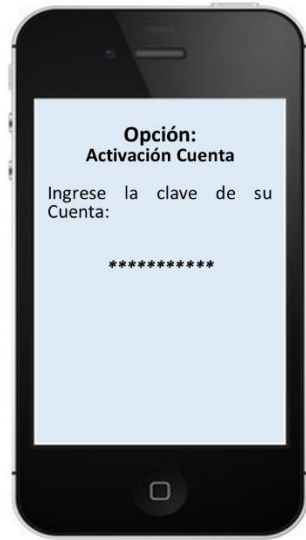 Opción:
Activación Cuenta
Ingrese la clave de su
Cuenta:
***********